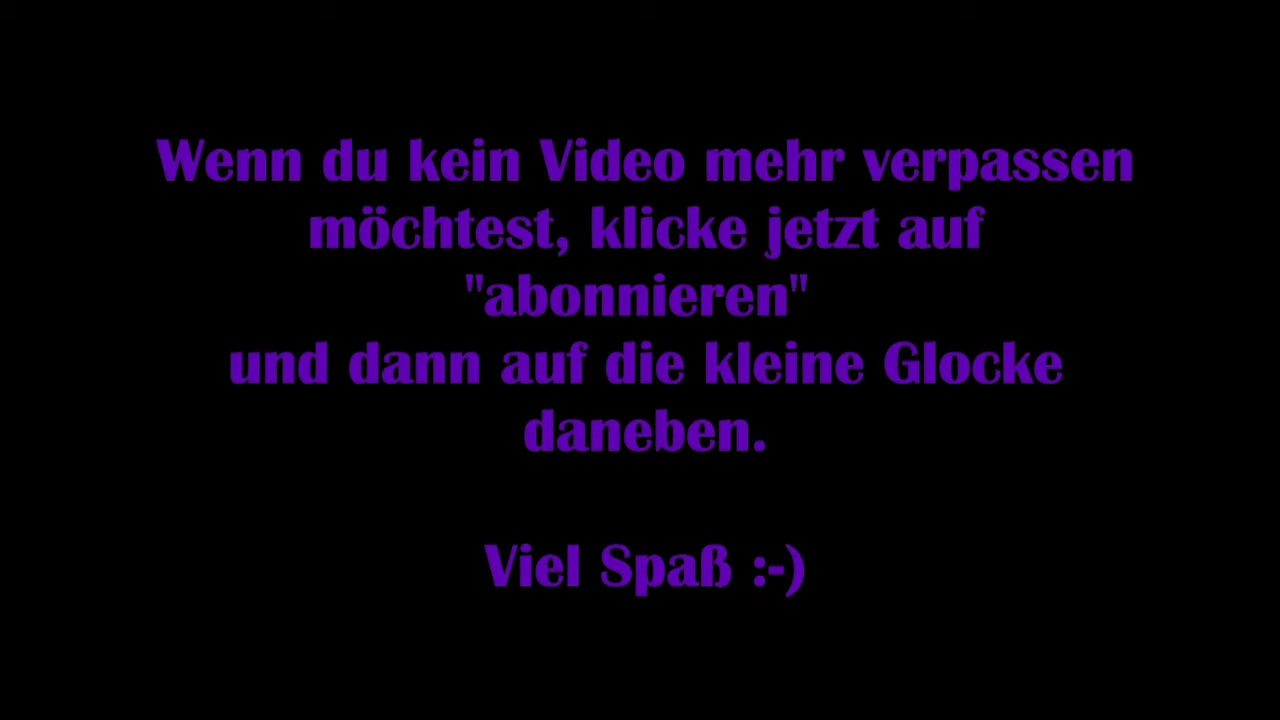 Wenn du kein Video mehr verpassen
möchtest, klicke jetzt auf
"abonnieren"
und dann auf die kleine Glocke
daneben.
Viel Spaß :-)